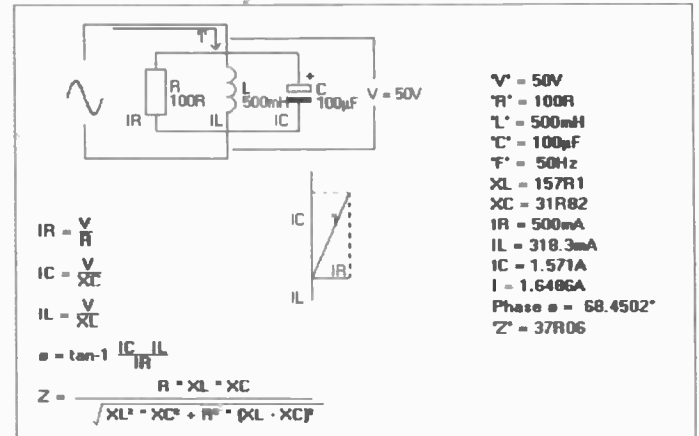 R
100R
L
500mH
C
100µF
V = 50V
IR
IL
IC
"V" = 50V
"R" = 100R
"L" = 500mH
"C" = 100µF
"F" = 50Hz
XL = 157R1
XC = 31R82
IR = 500mA
IL = 318.3mA
IC = 1.571A
I = 1.6486A
Phase ø = 68.4502°
"Z" = 37R06
IC
I
IR
IL
IR = V
R
IC = V
XC
IL = V
XC
ø = tan-1 IC IL
IR
Z = R * XL * XC
√ XL² * XC² + R² * (XL - XC)²